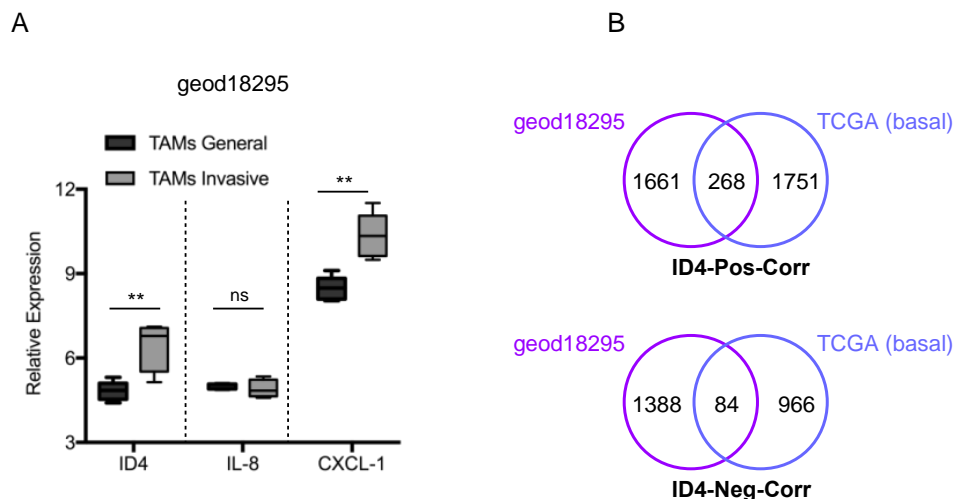 A
geod18295
TAMs General
TAMs Invasive
Relative Expression
12
9
6
3
**
ns
**
ID4
IL-8
CXCL-1
B
geod18295
TCGA (basal)
1661
268
1751
ID4-Pos-Corr
geod18295
TCGA (basal)
1388
84
966
ID4-Neg-Corr